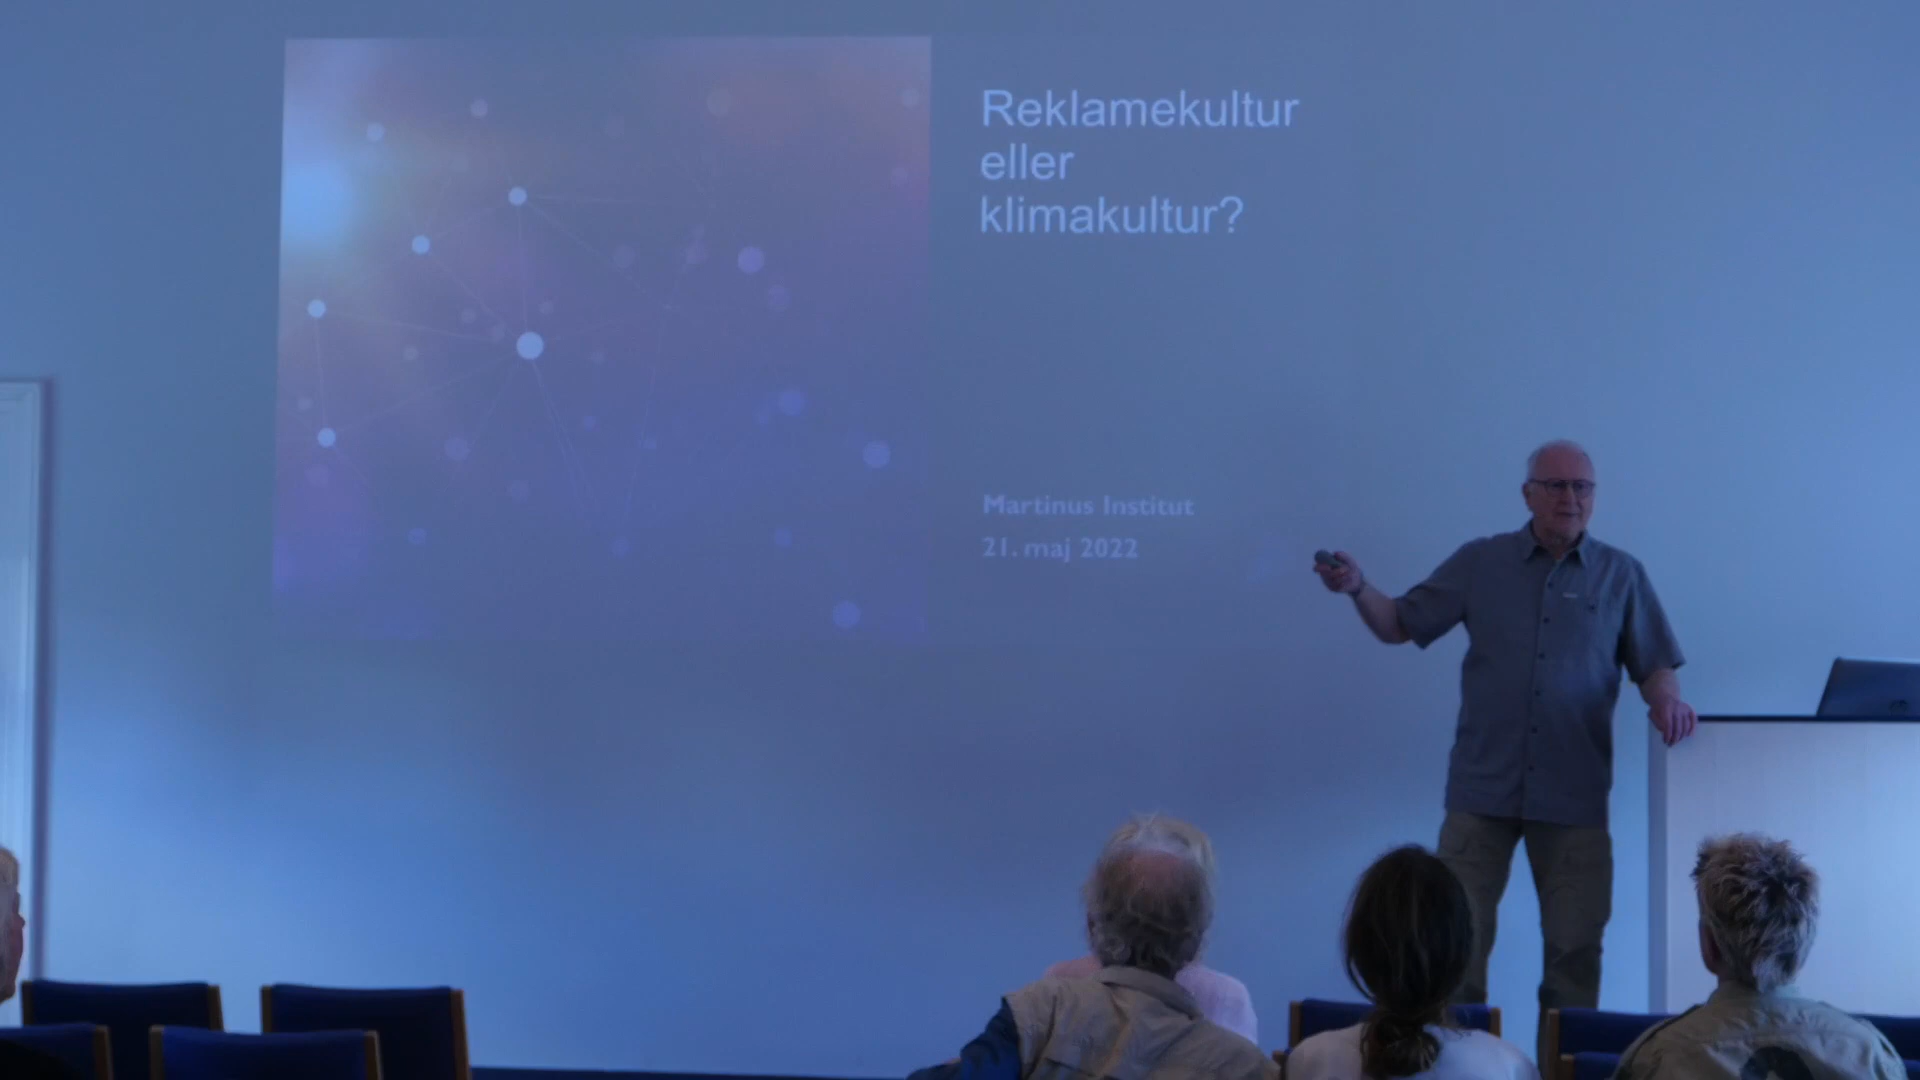 Reklamekultur
eller
klimakultur?
Martinus Institut
21. maj 2022